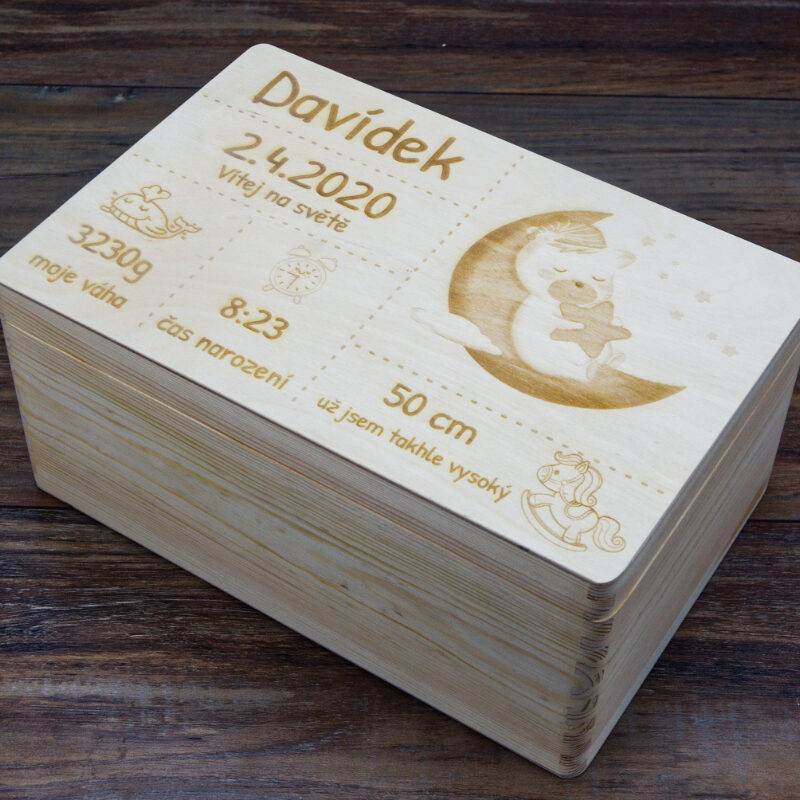 Davídek
2.4.2020
vítej na světě
3230g
moje váha
8:23
čas narození
50 cm
už jsem takhle vysoký